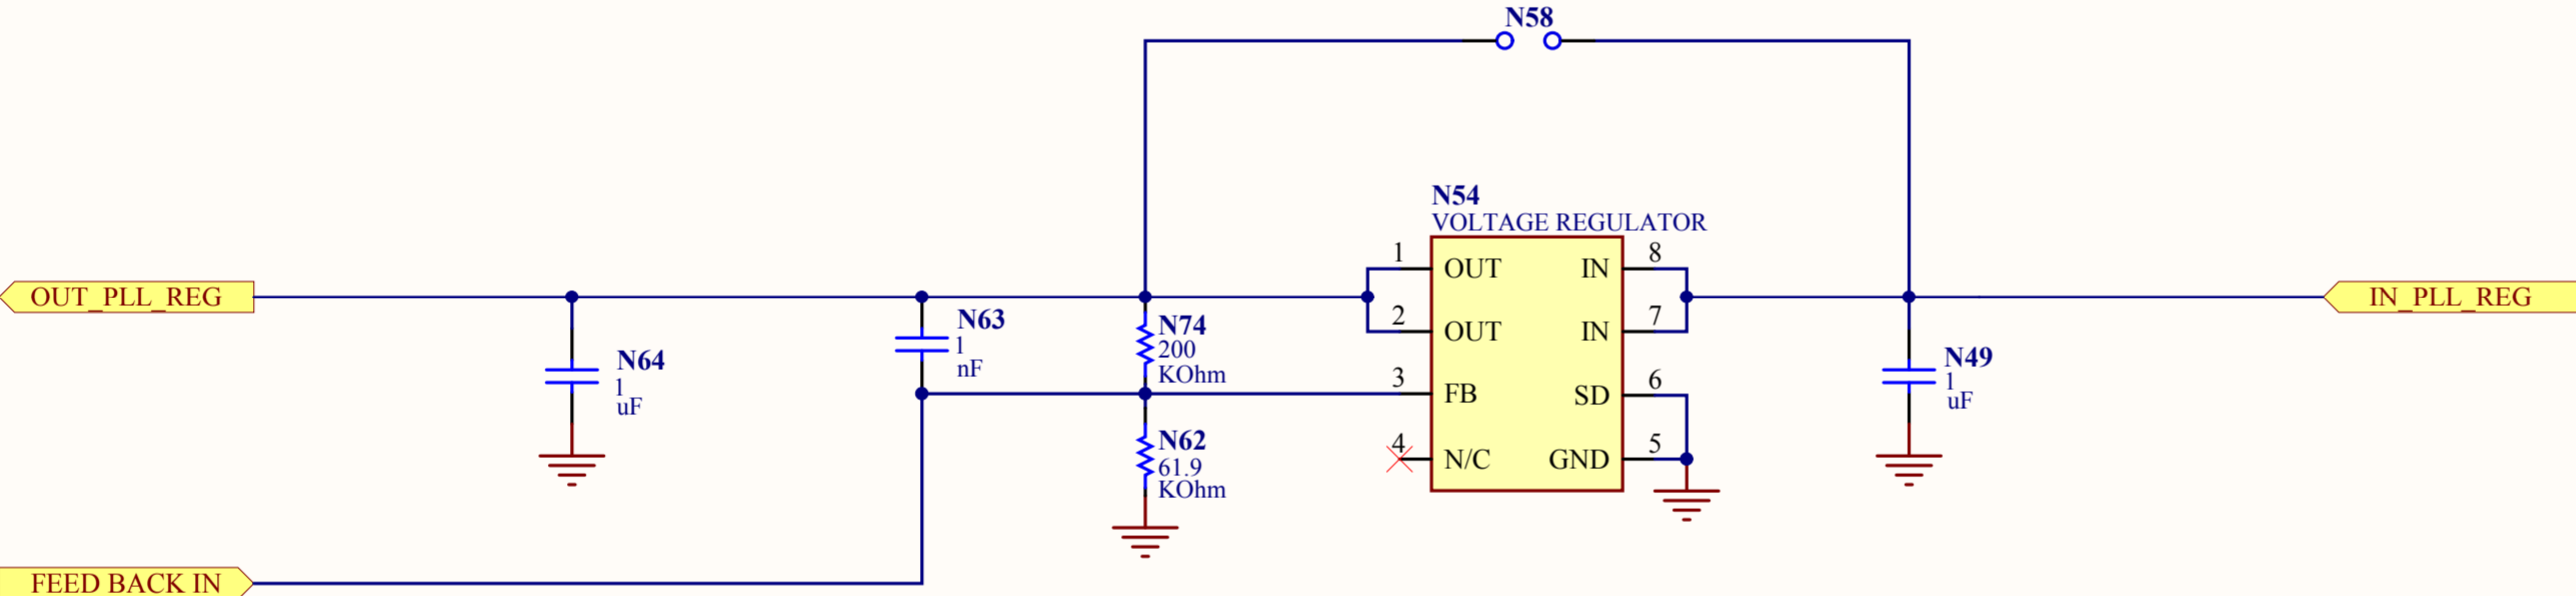 N58
N54
VOLTAGE REGULATOR
1 OUT IN 8
OUT_PLL_REG
IN_PLL_REG
2 OUT IN 7
N63
1
nF
N74
200
KOhm
N64
1
uF
N49
1
uF
3 FB SD 6
4 N/C GND 5
N62
61.9
KOhm
FEED BACK IN